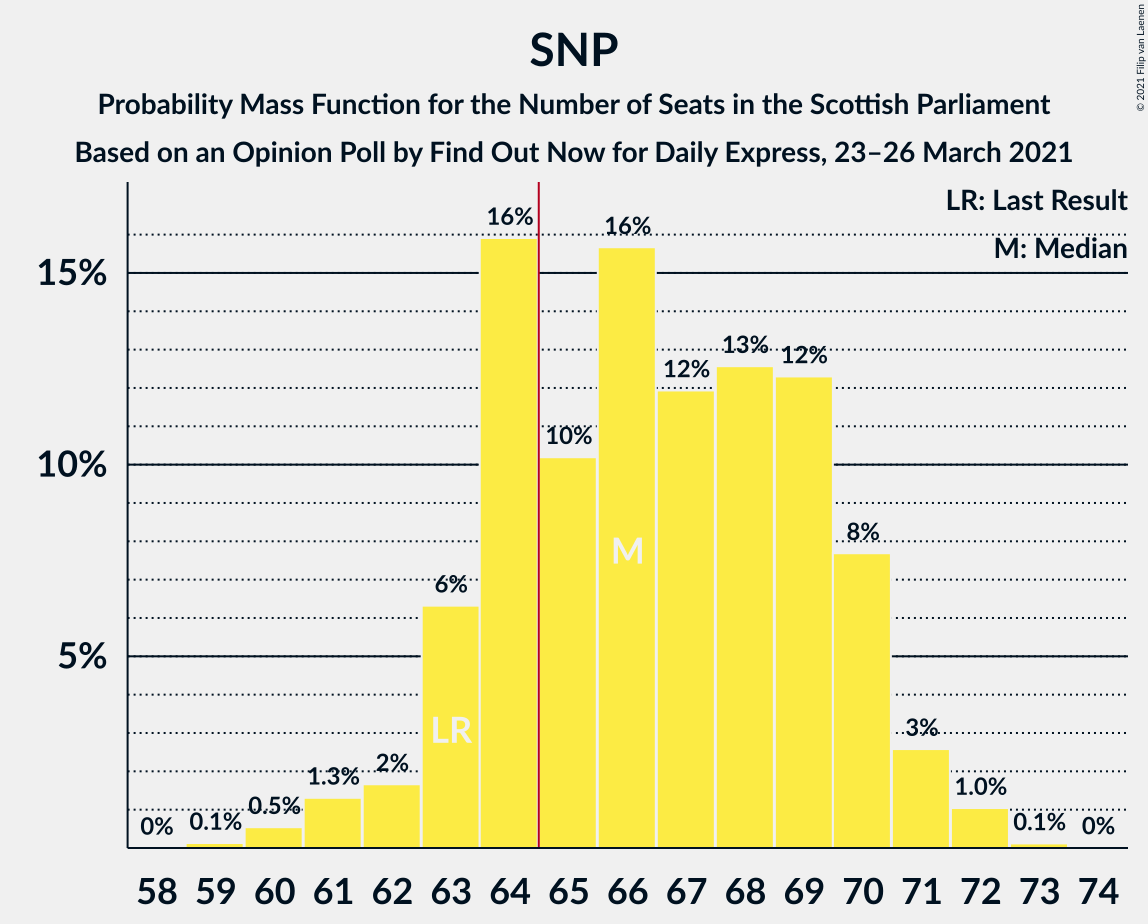 SNP
Probability Mass Function for the Number of Seats in the Scottish Parliament
Based on an Opinion Poll by Find Out Now for Daily Express, 23–26 March 2021
© 2021 Filip van Laenen
LR: Last Result
M: Median
15%
10%
5%
0%
0.1%
0.5%
1.3%
2%
6%
16%
10%
16%
12%
13%
12%
8%
3%
1.0%
0.1%
0%
LR
M
58 59 60 61 62 63 64 65 66 67 68 69 70 71 72 73 74